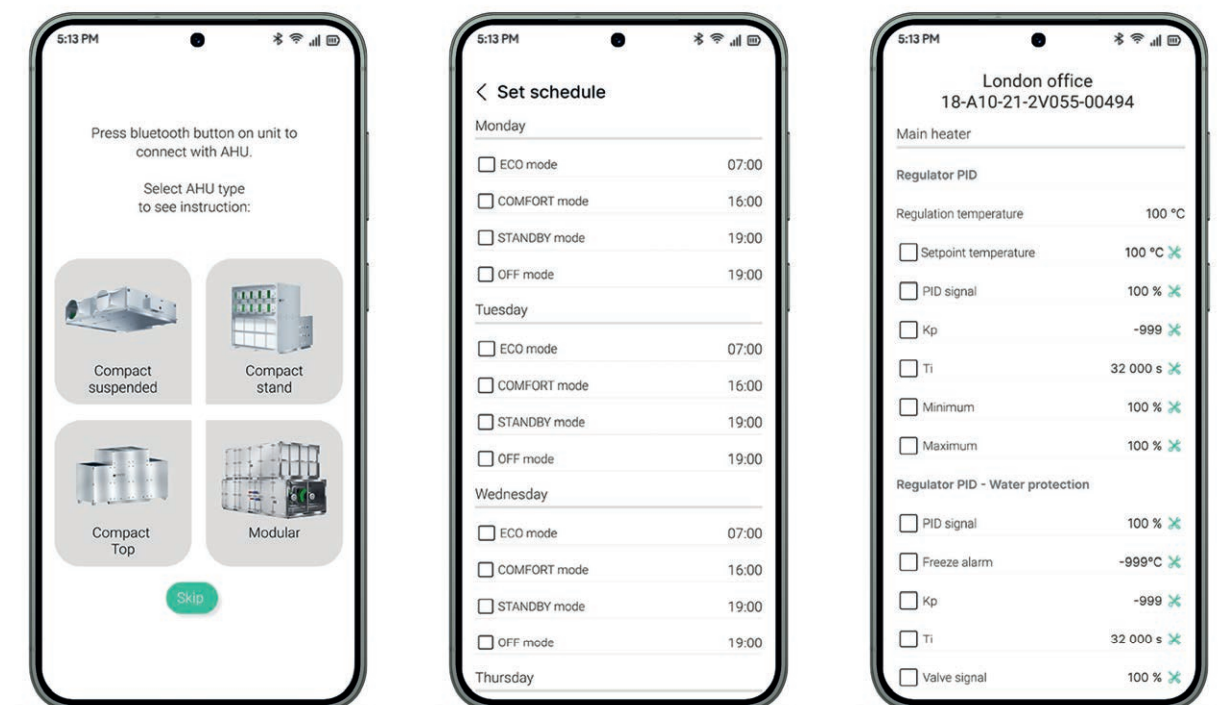 5:13 PM
Press bluetooth button on unit to
connect with AHU.
Select AHU type
to see instruction:
Compact
suspended
Compact
stand
Compact
Top
Modular
Skip
5:13 PM
Set schedule
Monday
ECO mode 07:00
COMFORT mode 16:00
STANDBY mode 19:00
OFF mode 19:00
Tuesday
ECO mode 07:00
COMFORT mode 16:00
STANDBY mode 19:00
OFF mode 19:00
Wednesday
ECO mode 07:00
COMFORT mode 16:00
STANDBY mode 19:00
OFF mode 19:00
Thursday
5:13 PM
London office
18-A10-21-2V055-00494
Main heater
Regulator PID
Regulation temperature 100 °C
Setpoint temperature 100 °C
PID signal 100 %
Kp -999
Ti 32 000 s
Minimum 100 %
Maximum 100 %
Regulator PID - Water protection
PID signal 100 %
Freeze alarm -999°C
Kp -999
Ti 32 000 s
Valve signal 100 %